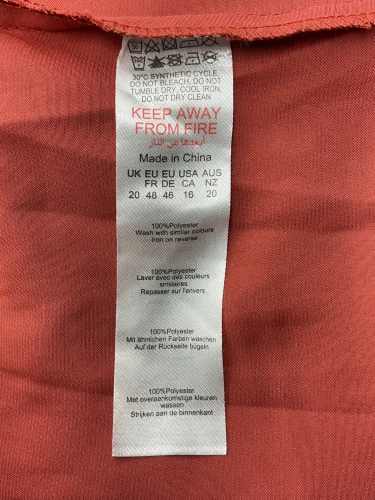 30°C SYNTHETIC CYCLE,
DO NOT BLEACH, DO NOT
TUMBLE DRY, COOL IRON,
DO NOT DRY CLEAN
KEEP AWAY
FROM FIRE
ابعدها عن النار
Made in China
UK EU EU USA AUS
FR DE CA NZ
20 48 46 16 20
100%Polyester
Wash with similar colours
Iron on reverse
100%Polyester
Laver avec des couleurs
similaires
Repasser sur l'envers
100%Polyester
Mit ähnlichen Farben waschen
Auf der Rückseite bügeln
100%Polyester
Met overeenkomstige kleuren
wassen
Strijken aan de binnenkant